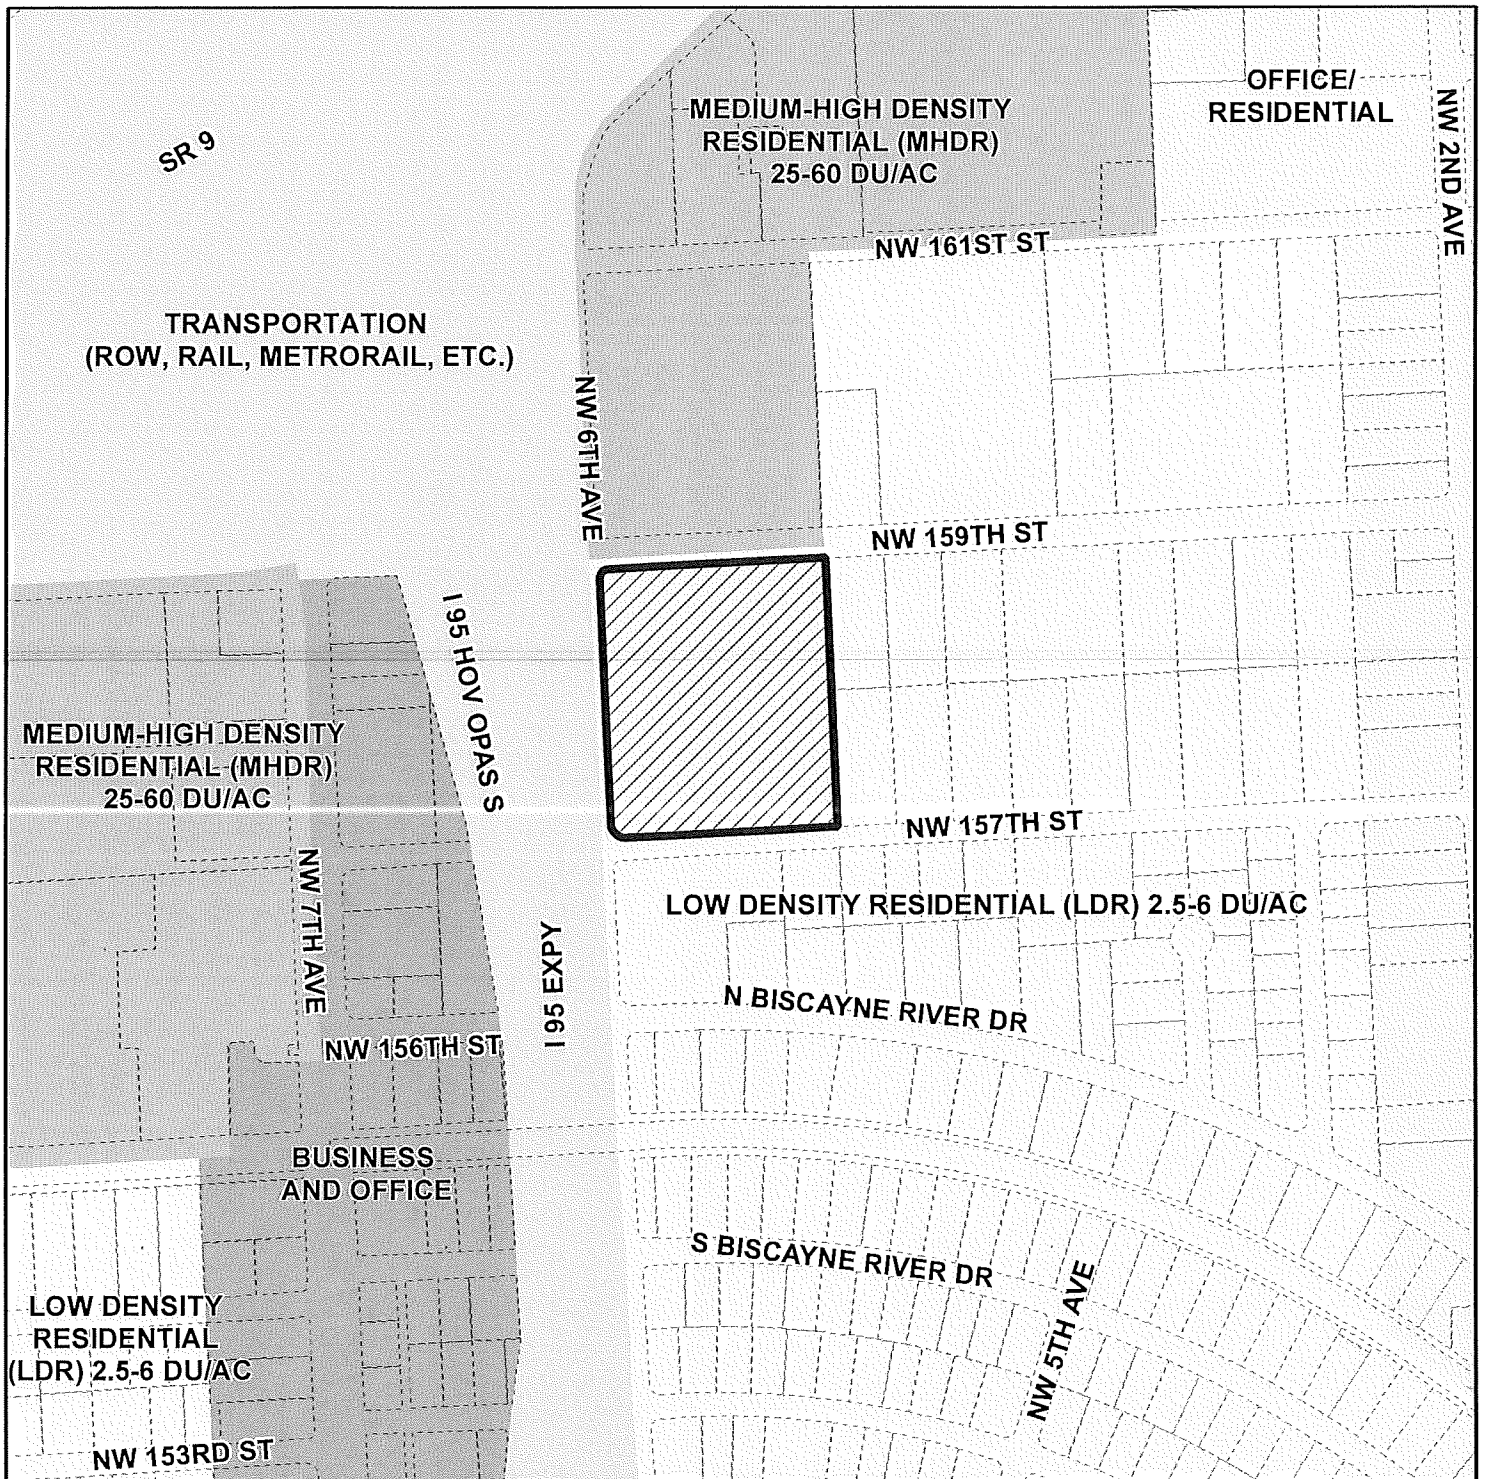 OFFICE/
RESIDENTIAL
MEDIUM-HIGH DENSITY
RESIDENTIAL (MHDR)
25-60 DU/AC
SR 9
NW 2ND AVE
NW 161ST ST
TRANSPORTATION
(ROW, RAIL, METRORAIL, ETC.)
NW 6TH AVE
NW 159TH ST
I 95 HOV OPAS S
MEDIUM-HIGH DENSITY
RESIDENTIAL (MHDR)
25-60 DU/AC
NW 157TH ST
NW 7TH AVE
LOW DENSITY RESIDENTIAL (LDR) 2.5-6 DU/AC
I 95 EXPY
N BISCAYNE RIVER DR
NW 156TH ST
BUSINESS
AND OFFICE
S BISCAYNE RIVER DR
NW 5TH AVE
LOW DENSITY
RESIDENTIAL
(LDR) 2.5-6 DU/AC
NW 153RD ST